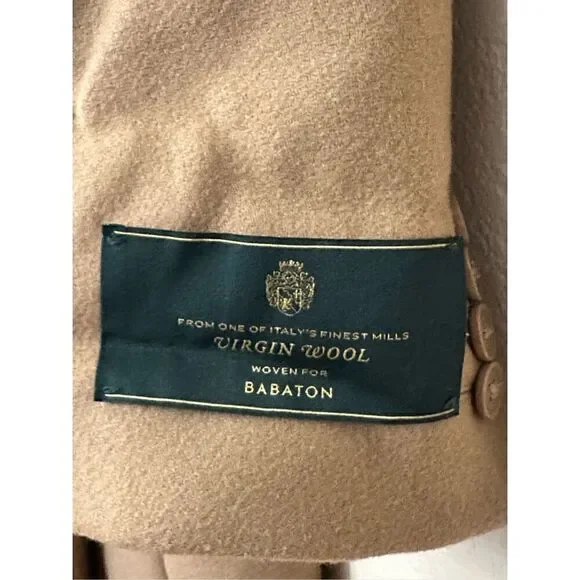 FROM ONE OF ITALY'S FINEST MILLS
VIRGIN WOOL
WOVEN FOR
BABATON